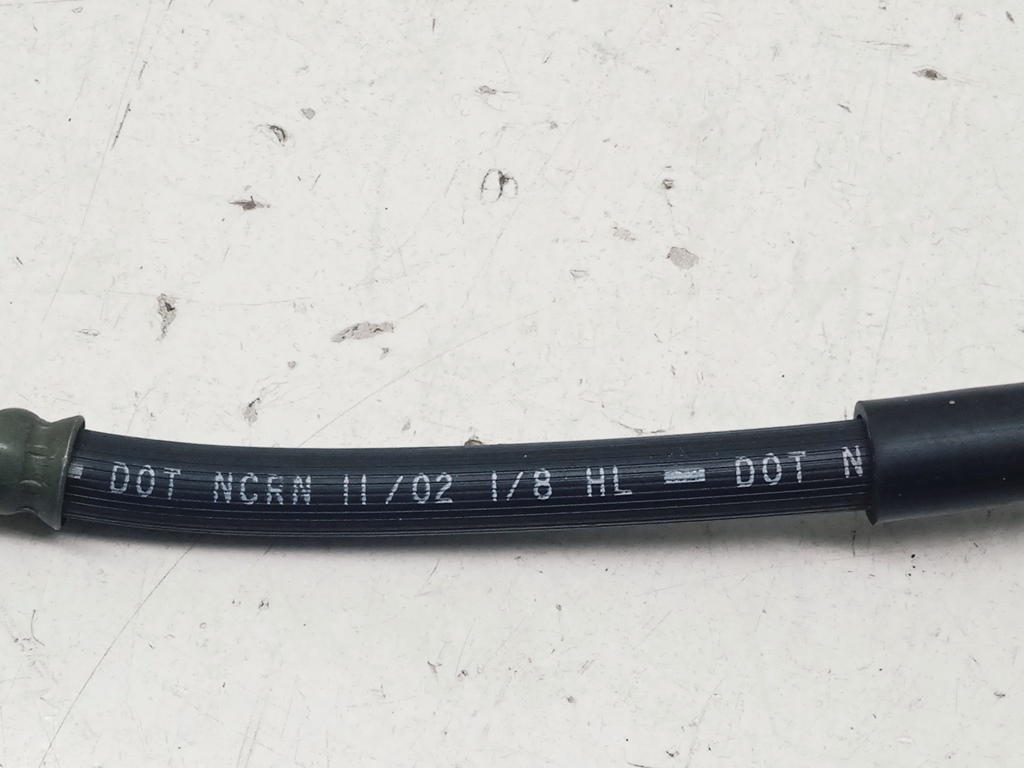 DOT NCRN 11/02 1/8 HL — DOT N